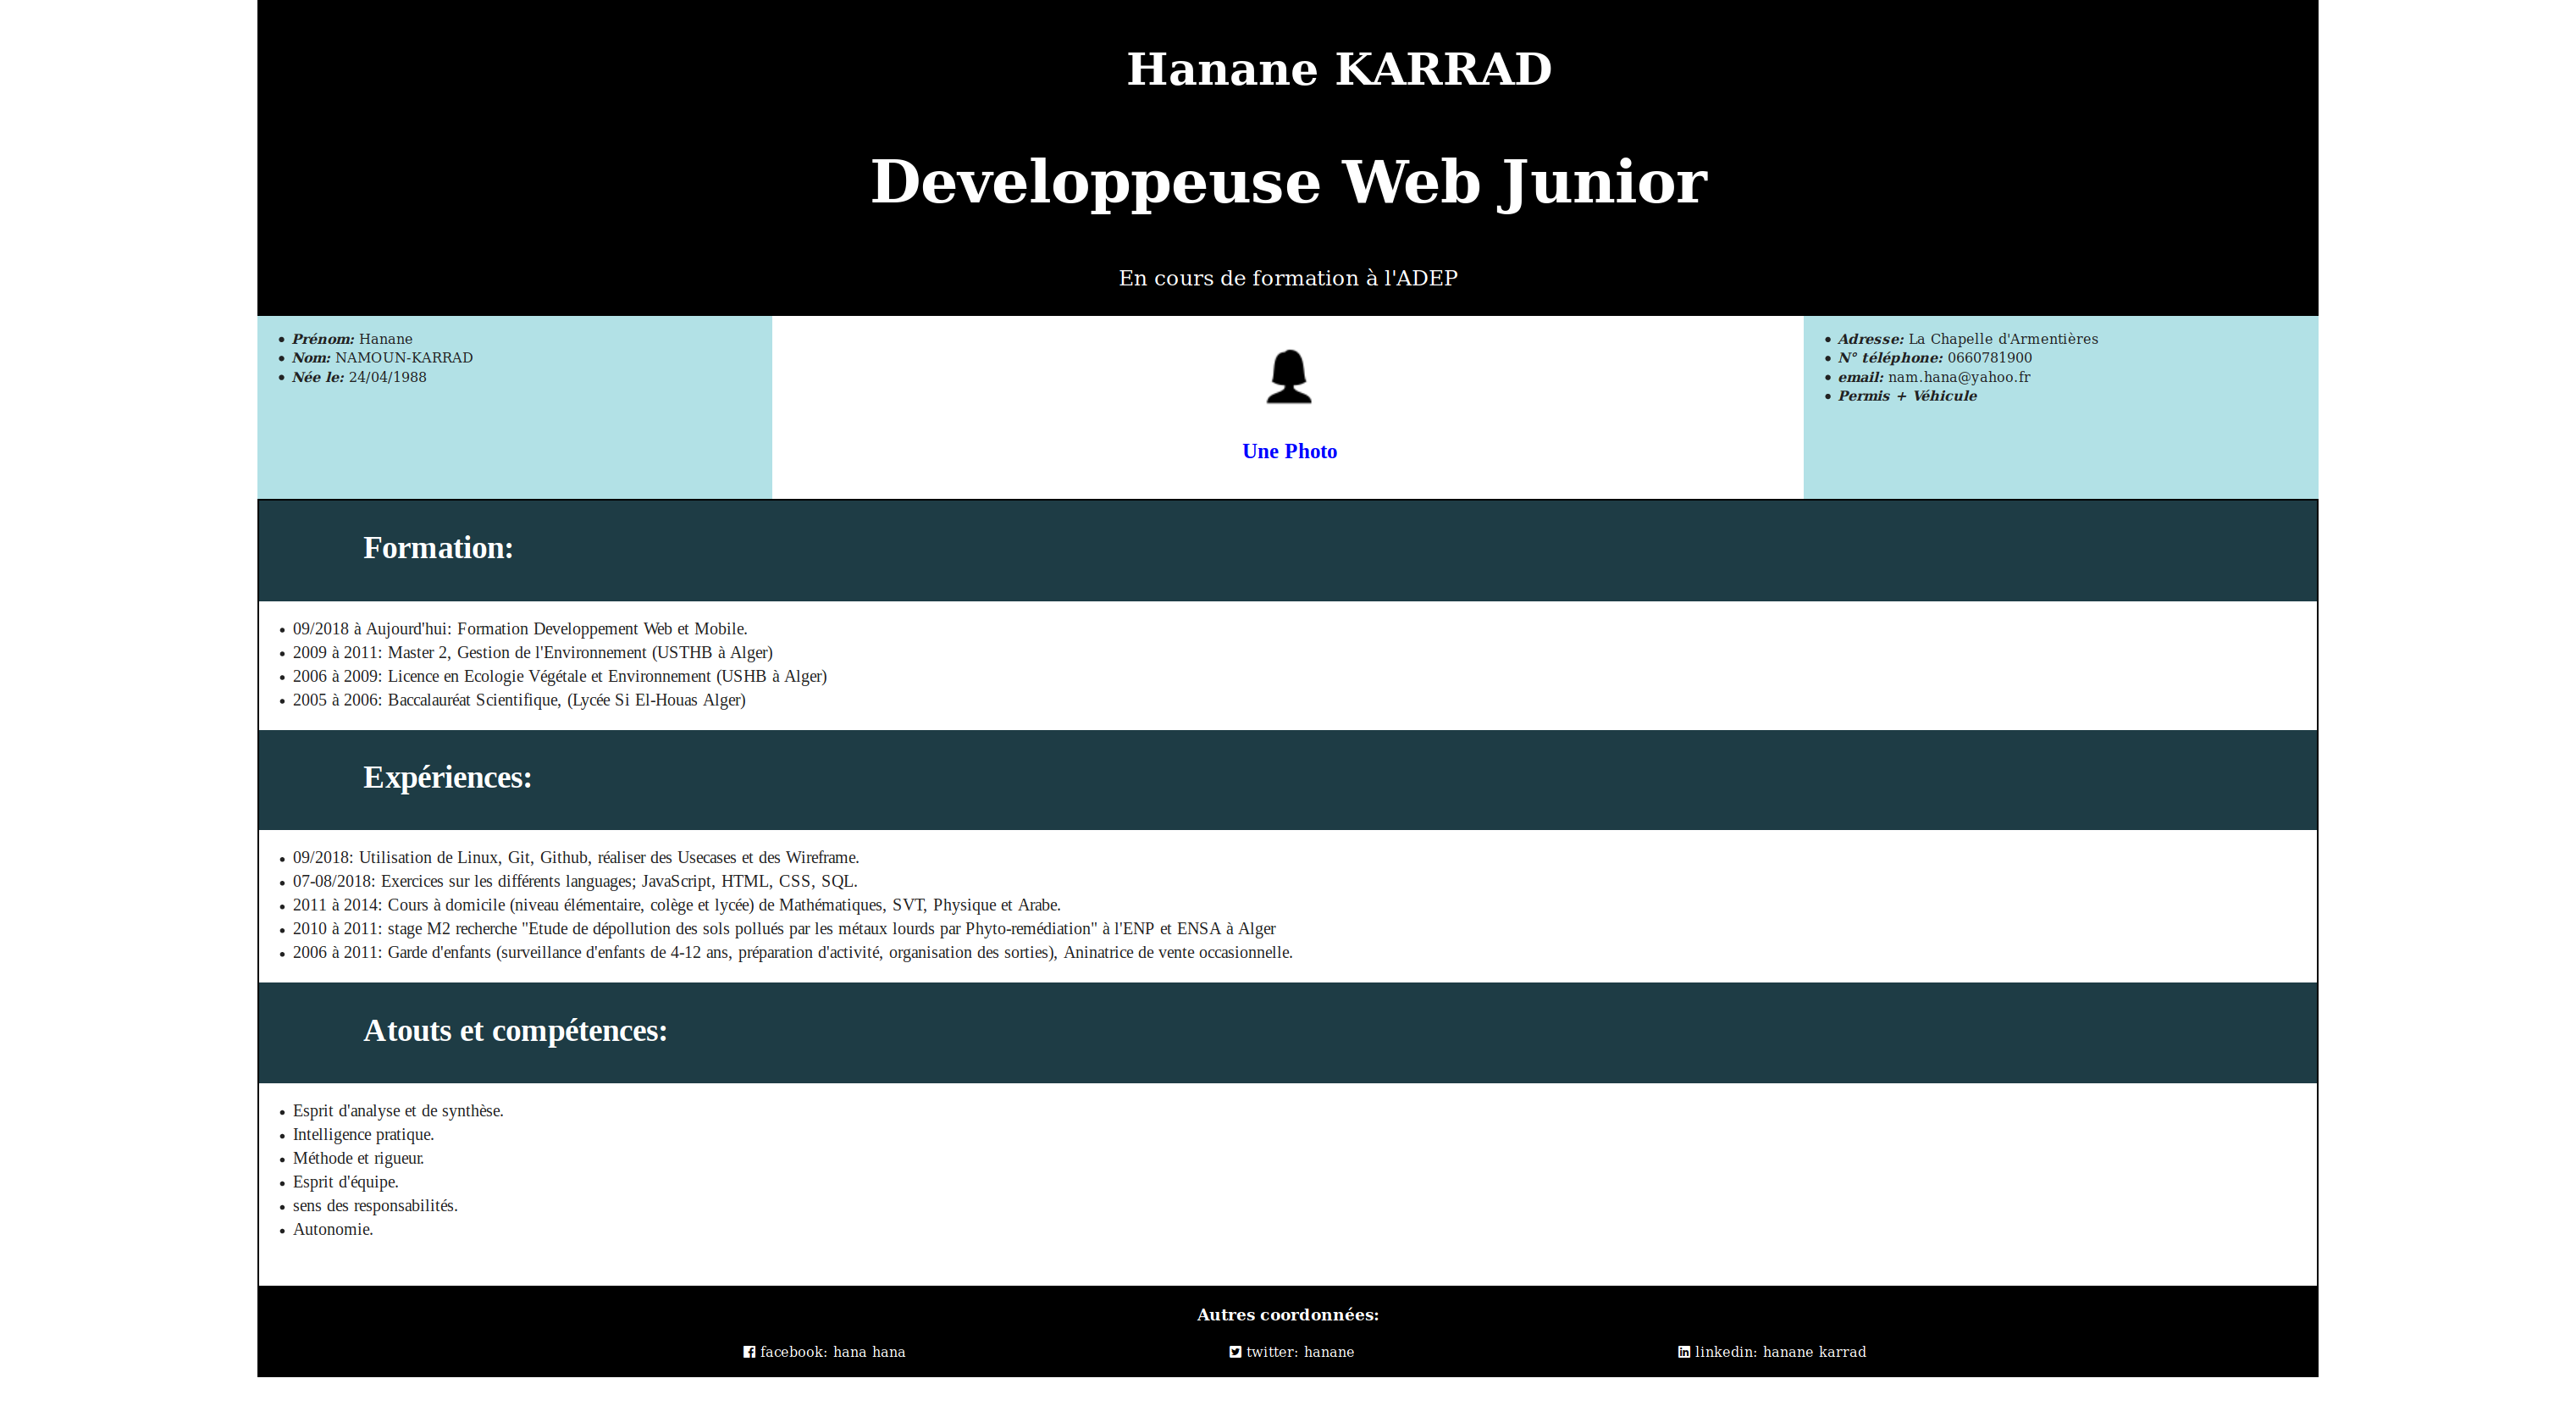 Hanane KARRAD
Developpeuse Web Junior
En cours de formation à l'ADEP
Prénom: Hanane
Nom: NAMOUN-KARRAD
Née le: 24/04/1988
Une Photo
Adresse: La Chapelle d'Armentières
N° téléphone: 0660781900
email: nam.hana@yahoo.fr
Permis + Véhicule
Formation:
09/2018 à Aujourd'hui: Formation Developpement Web et Mobile.
2009 à 2011: Master 2, Gestion de l'Environnement (USTHB à Alger)
2006 à 2009: Licence en Ecologie Végétale et Environnement (USHB à Alger)
2005 à 2006: Baccalauréat Scientifique, (Lycée Si El-Houas Alger)
Expériences:
09/2018: Utilisation de Linux, Git, Github, réaliser des Usecases et des Wireframe.
07-08/2018: Exercices sur les différents languages; JavaScript, HTML, CSS, SQL.
2011 à 2014: Cours à domicile (niveau élémentaire, colège et lycée) de Mathématiques, SVT, Physique et Arabe.
2010 à 2011: stage M2 recherche "Etude de dépollution des sols pollués par les métaux lourds par Phyto-remédiation" à l'ENP et ENSA à Alger
2006 à 2011: Garde d'enfants (surveillance d'enfants de 4-12 ans, préparation d'activité, organisation des sorties), Aninatrice de vente occasionnelle.
Atouts et compétences:
Esprit d'analyse et de synthèse.
Intelligence pratique.
Méthode et rigueur.
Esprit d'équipe.
sens des responsabilités.
Autonomie.
Autres coordonnées:
facebook: hana hana
twitter: hanane
linkedin: hanane karrad